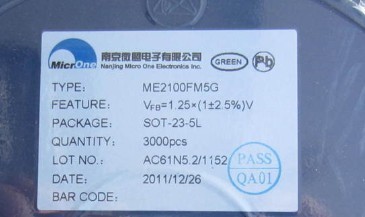 MicrOne 南京微盟电子有限公司 GREEN Pb
Nanjing Micro One Electronics Inc.
TYPE: ME2100FM5G
FEATURE: VFB=1.25×(1±2.5%)V
PACKAGE: SOT-23-5L
QUANTITY: 3000pcs
LOT NO.: AC61N5.2/1152
PASS
QA01
DATE: 2011/12/26
BAR CODE: